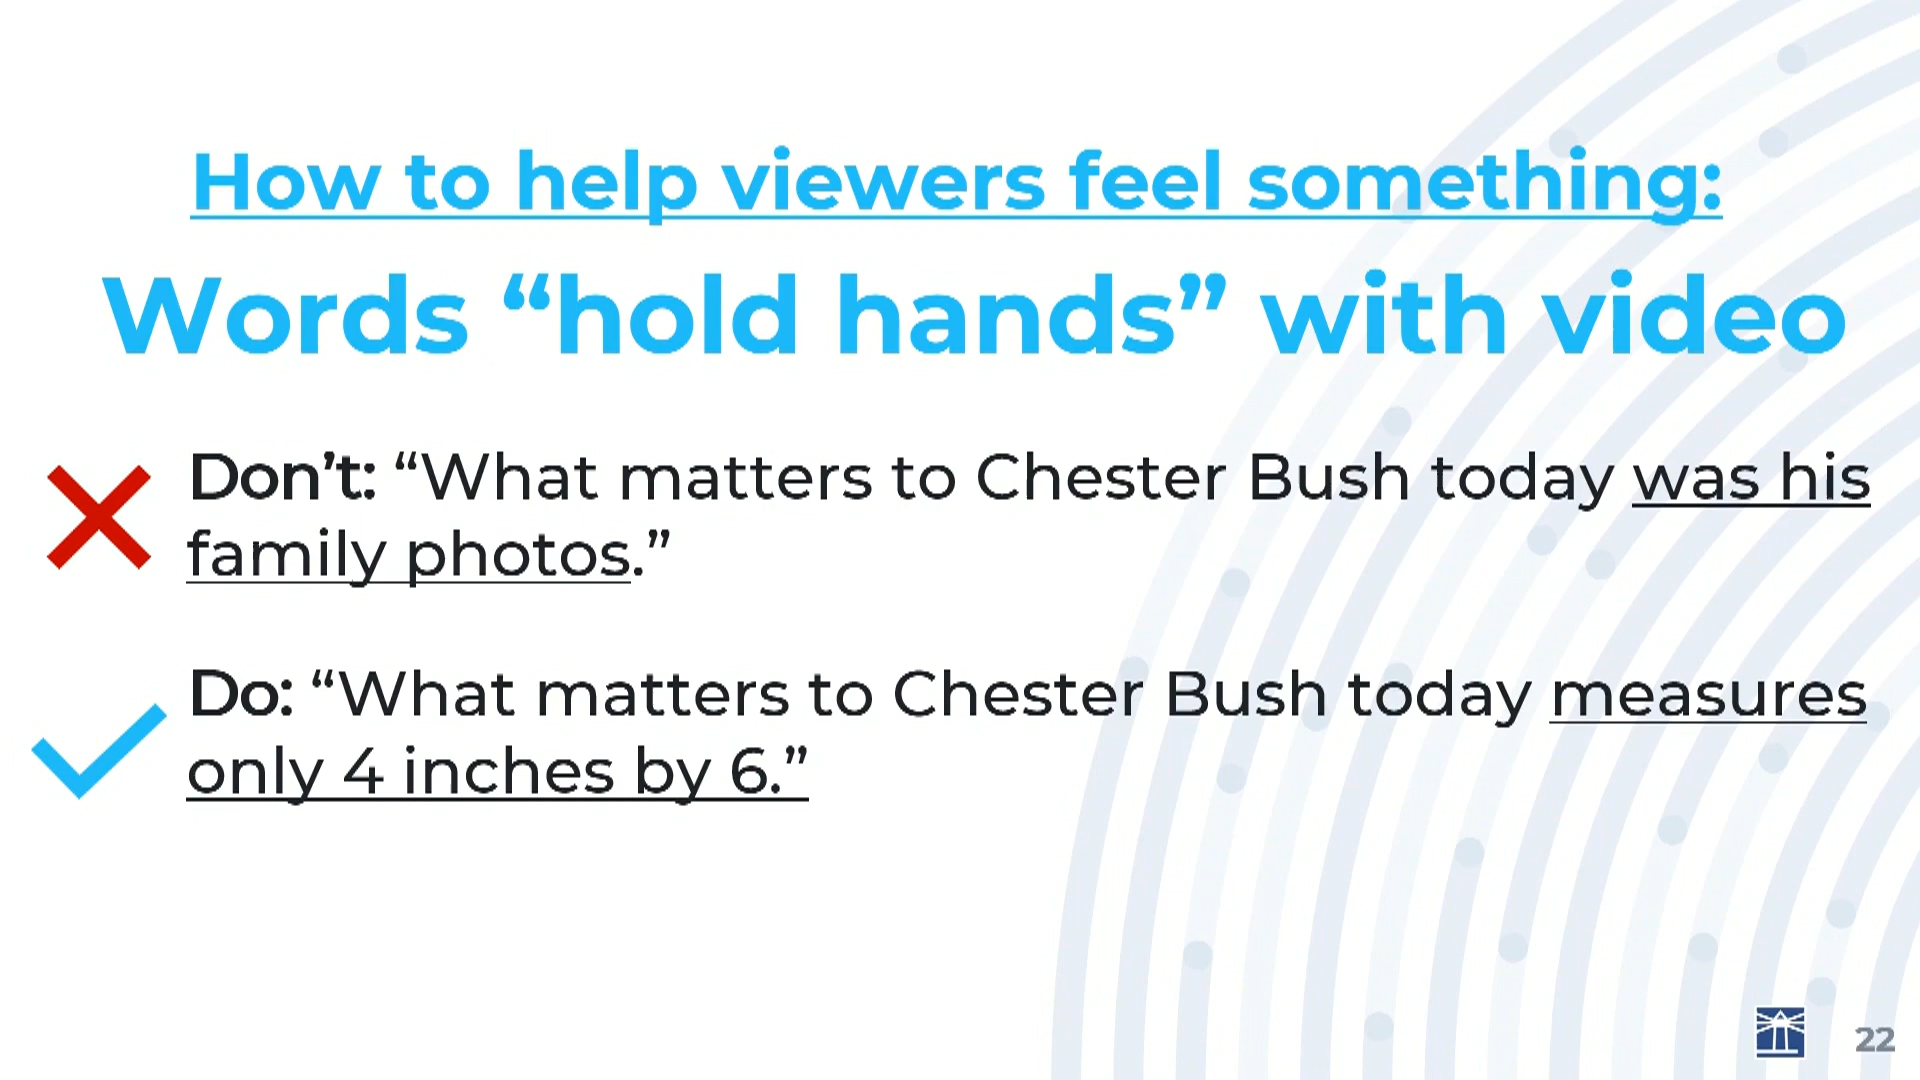 How to help viewers feel something:
Words “hold hands” with video
Don’t: “What matters to Chester Bush today was his
family photos.”
Do: “What matters to Chester Bush today measures
only 4 inches by 6.”
22